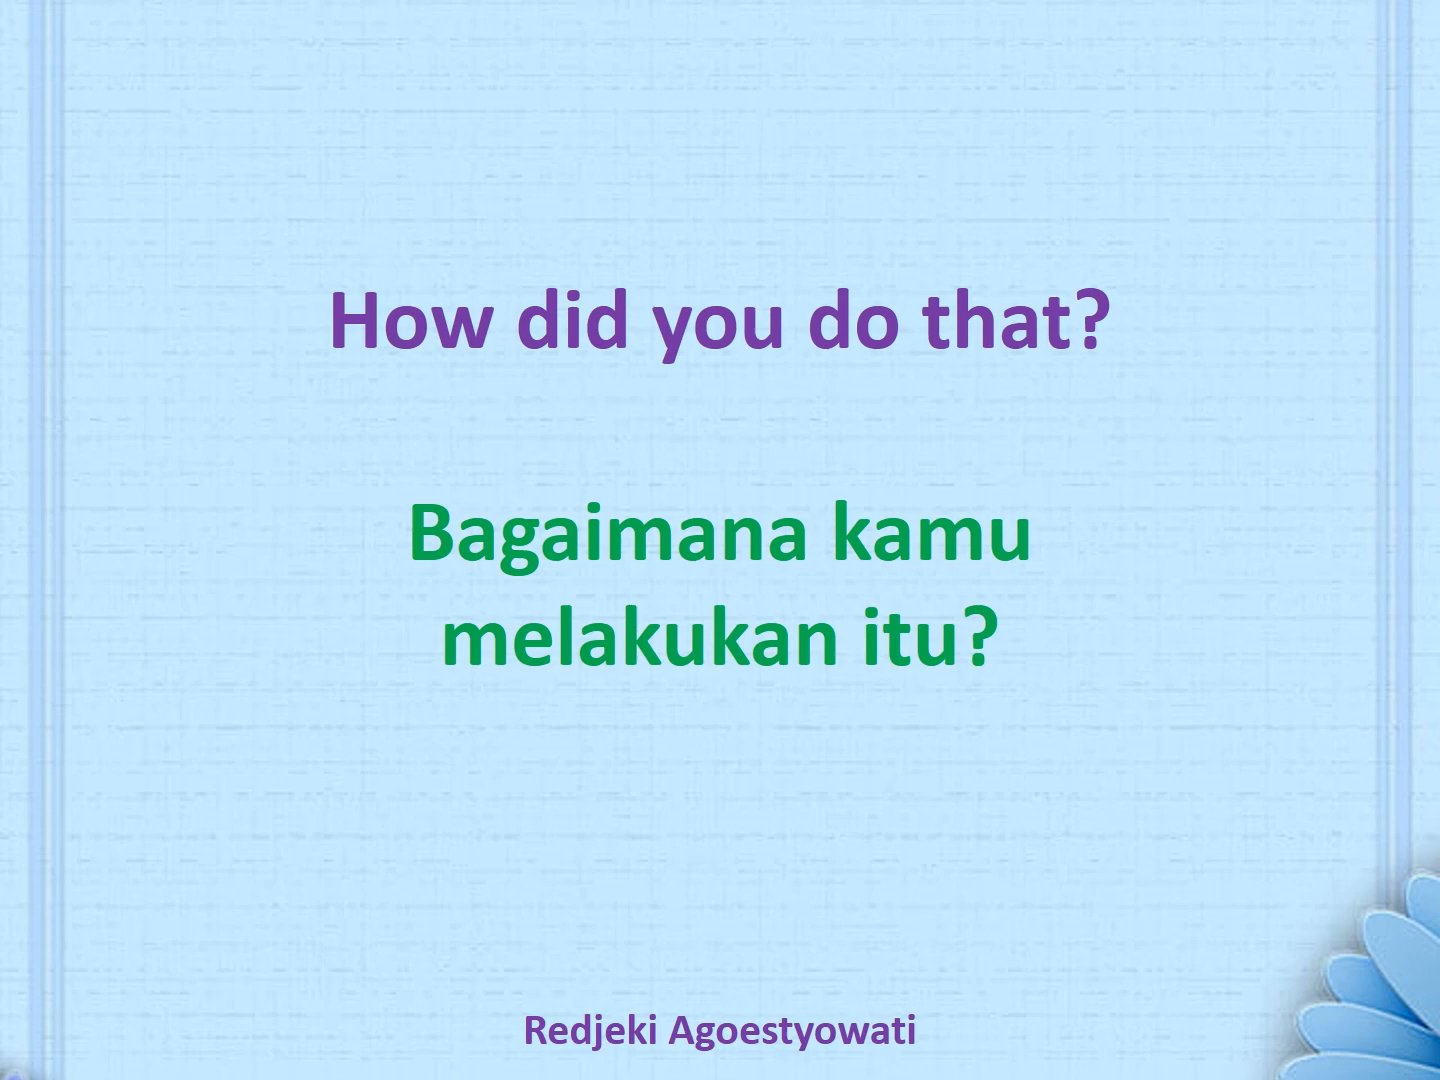 How did you do that?
Bagaimana kamu
melakukan itu?
Redjeki Agoestyowati